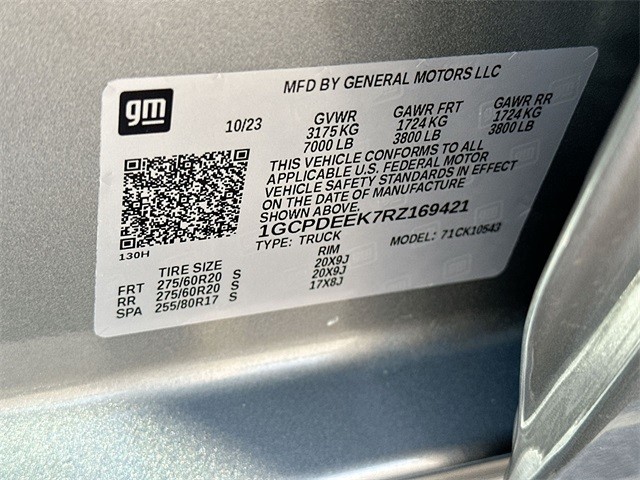 MFD BY GENERAL MOTORS LLC
gm
10/23
GVWR GAWR FRT GAWR RR
3175 KG 1724 KG 1724 KG
7000 LB 3800 LB 3800 LB
THIS VEHICLE CONFORMS TO ALL
APPLICABLE U.S. FEDERAL MOTOR
VEHICLE SAFETY STANDARDS IN EFFECT
ON THE DATE OF MANUFACTURE
SHOWN ABOVE.
1GCPDEEK7RZ169421
TYPE: TRUCK MODEL: 71CK10543
130H
TIRE SIZE RIM
FRT 275/60R20 S 20X9J
RR 275/60R20 S 20X9J
SPA 255/80R17 S 17X8J